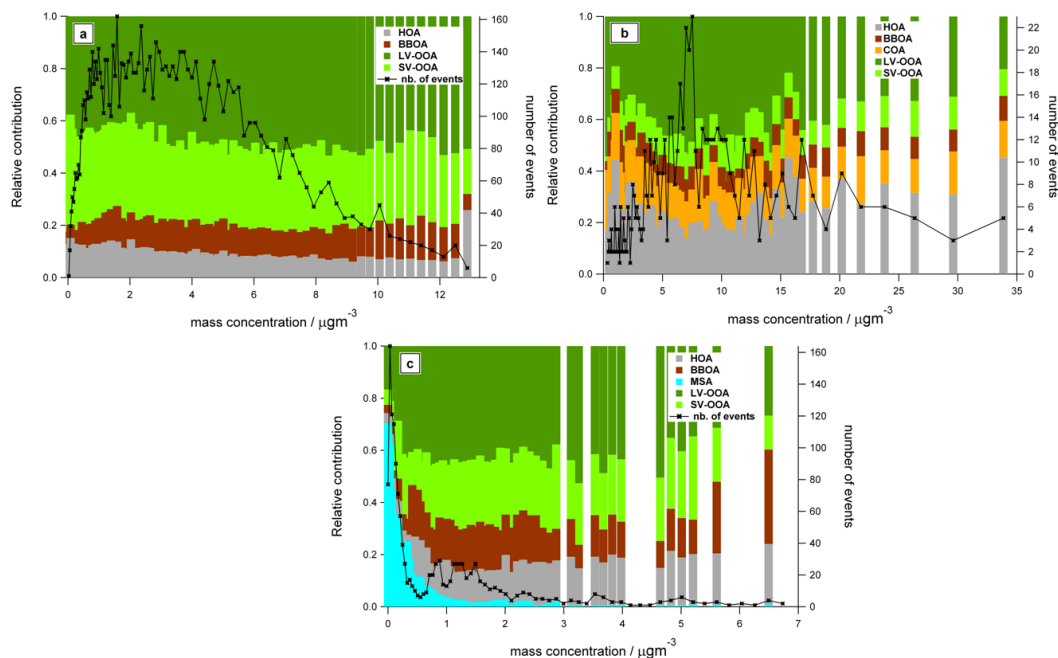 a
HOA
BBOA
LV-OOA
SV-OOA
nb. of events
1.0
0.8
0.6
0.4
0.2
0.0
Relative contribution
160
140
120
100
80
60
40
20
0
number of events
0 2 4 6 8 10 12
mass concentration / μgm-3
b
HOA
BBOA
COA
LV-OOA
SV-OOA
1.0
0.8
0.6
0.4
0.2
0.0
Relative contribution
22
20
18
16
14
12
10
8
6
4
2
0
number of events
0 5 10 15 20 25 30 35
mass concentration / μgm-3
c
HOA
BBOA
MSA
LV-OOA
SV-OOA
nb. of events
1.0
0.8
0.6
0.4
0.2
0.0
Relative contribution
160
140
120
100
80
60
40
20
0
number of events
0 1 2 3 4 5 6 7
mass concentration / μgm-3